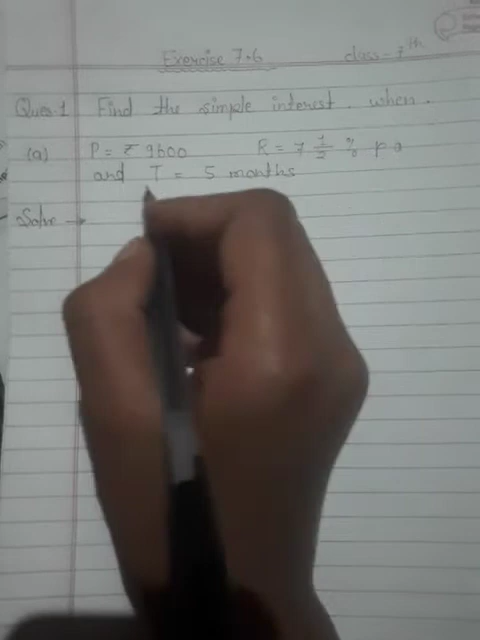 Exercise 7.6 class-7th
Ques.1 Find the simple interest. when.
(a) P = ₹ 9600 R = 7 1/2 % p a
and T = 5 months
Solve →